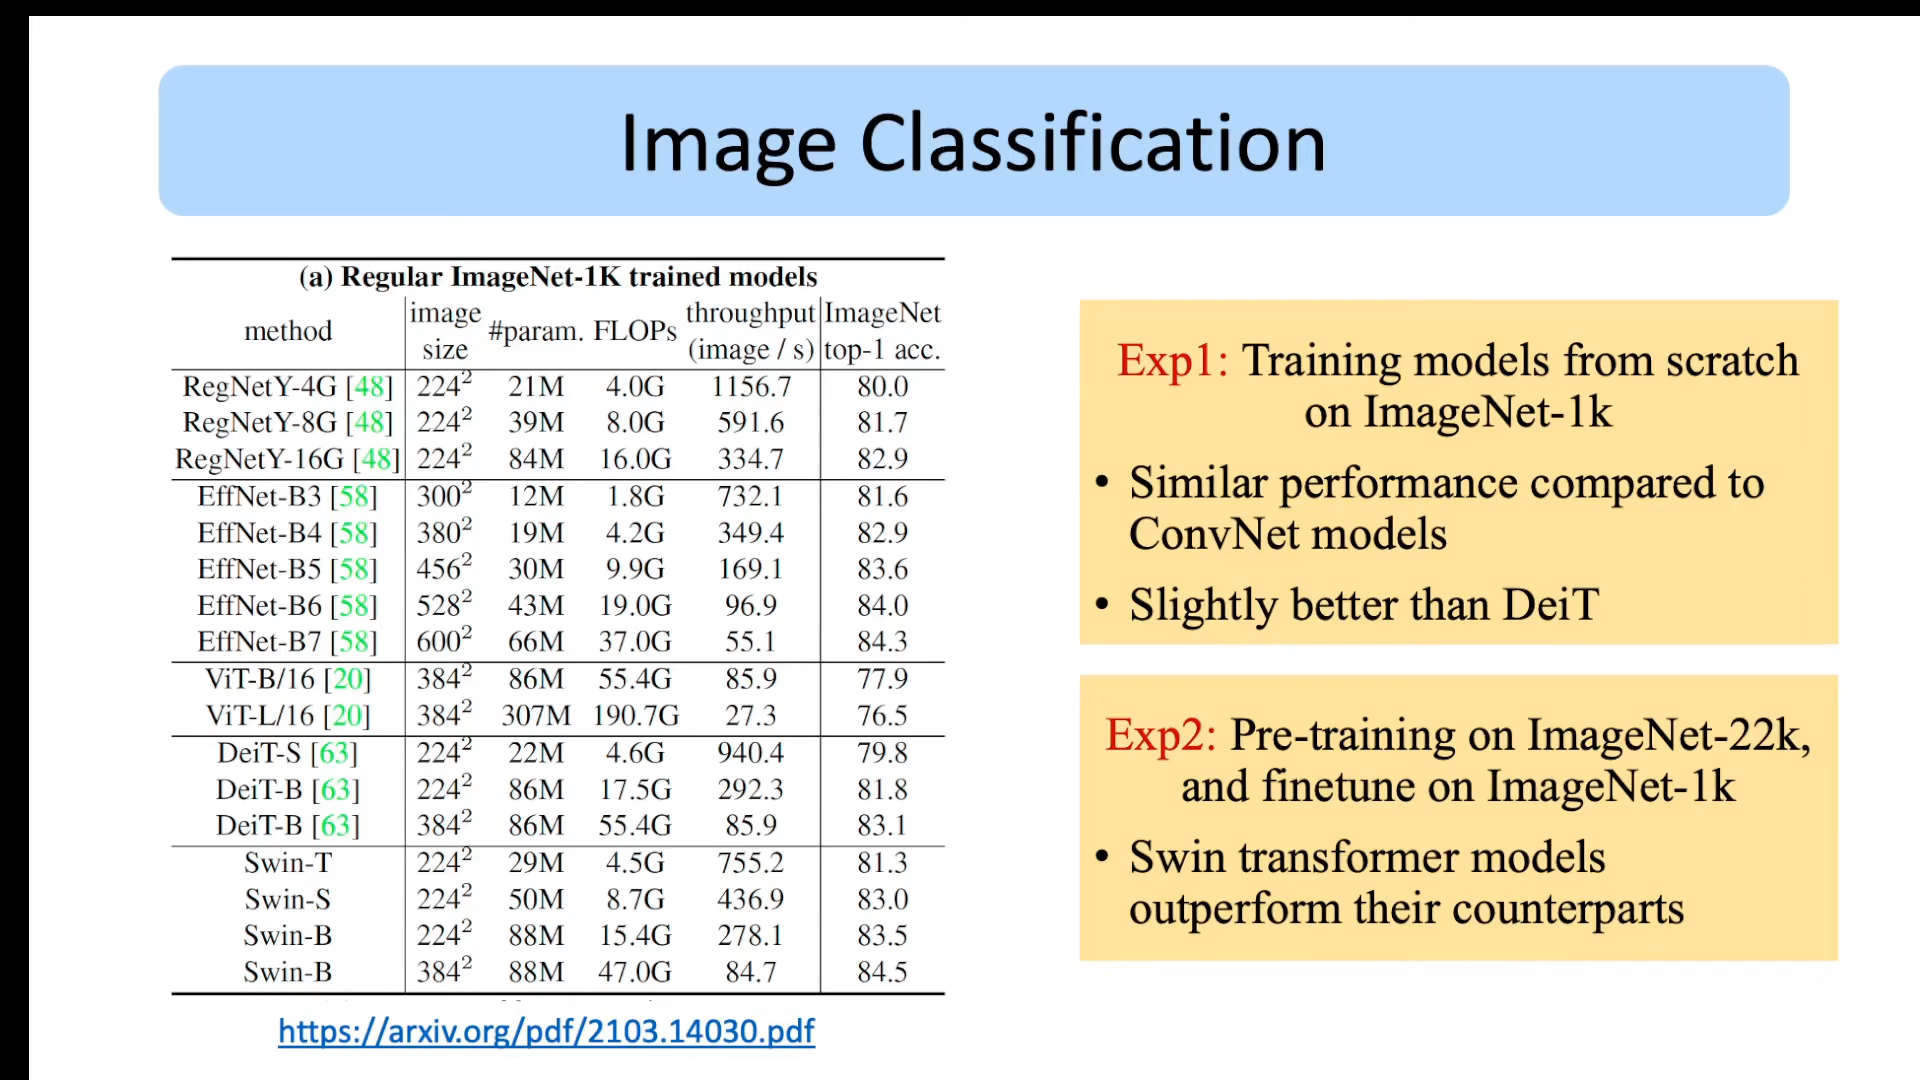 Image Classification
(a) Regular ImageNet-1K trained models
method image size #param. FLOPs throughput (image / s) ImageNet top-1 acc.
RegNetY-4G [48] 224² 21M 4.0G 1156.7 80.0
RegNetY-8G [48] 224² 39M 8.0G 591.6 81.7
RegNetY-16G [48] 224² 84M 16.0G 334.7 82.9
EffNet-B3 [58] 300² 12M 1.8G 732.1 81.6
EffNet-B4 [58] 380² 19M 4.2G 349.4 82.9
EffNet-B5 [58] 456² 30M 9.9G 169.1 83.6
EffNet-B6 [58] 528² 43M 19.0G 96.9 84.0
EffNet-B7 [58] 600² 66M 37.0G 55.1 84.3
ViT-B/16 [20] 384² 86M 55.4G 85.9 77.9
ViT-L/16 [20] 384² 307M 190.7G 27.3 76.5
DeiT-S [63] 224² 22M 4.6G 940.4 79.8
DeiT-B [63] 224² 86M 17.5G 292.3 81.8
DeiT-B [63] 384² 86M 55.4G 85.9 83.1
Swin-T 224² 29M 4.5G 755.2 81.3
Swin-S 224² 50M 8.7G 436.9 83.0
Swin-B 224² 88M 15.4G 278.1 83.5
Swin-B 384² 88M 47.0G 84.7 84.5
https://arxiv.org/pdf/2103.14030.pdf
Exp1: Training models from scratch
on ImageNet-1k
• Similar performance compared to
ConvNet models
• Slightly better than DeiT
Exp2: Pre-training on ImageNet-22k,
and finetune on ImageNet-1k
• Swin transformer models
outperform their counterparts